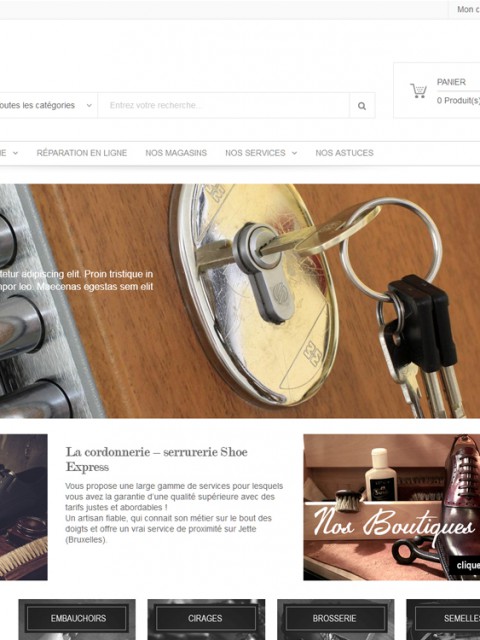 Mon c
PANIER
0 Produit(s)
outes les catégories
Entrez votre recherche...
IE
RÉPARATION EN LIGNE
NOS MAGASINS
NOS SERVICES
NOS ASTUCES
tetur adipiscing elit. Proin tristique in
mpor leo. Maecenas egestas sem elit
La cordonnerie – serrurerie Shoe
Express
Vous propose une large gamme de services pour lesquels
vous avez la garantie d'une qualité supérieure avec des
tarifs justes et abordables !
Un artisan fiable, qui connait son métier sur le bout des
doigts et offre un vrai service de proximité sur Jette
(Bruxelles).
Nos Boutiques
clique
EMBAUCHOIRS
CIRAGES
BROSSERIE
SEMELLES